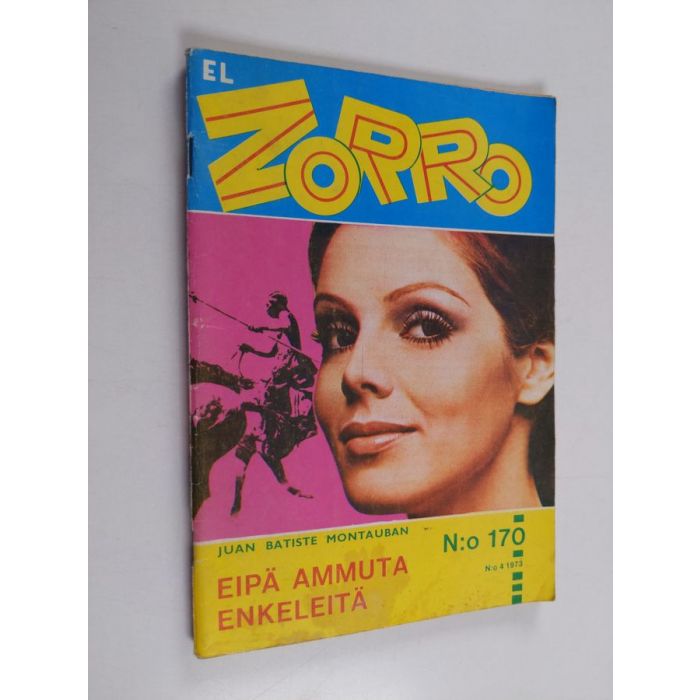 EL
ZORRO
JUAN BATISTE MONTAUBAN
N:o 170
N:o 4 1973
EIPÄ AMMUTA
ENKELEITÄ